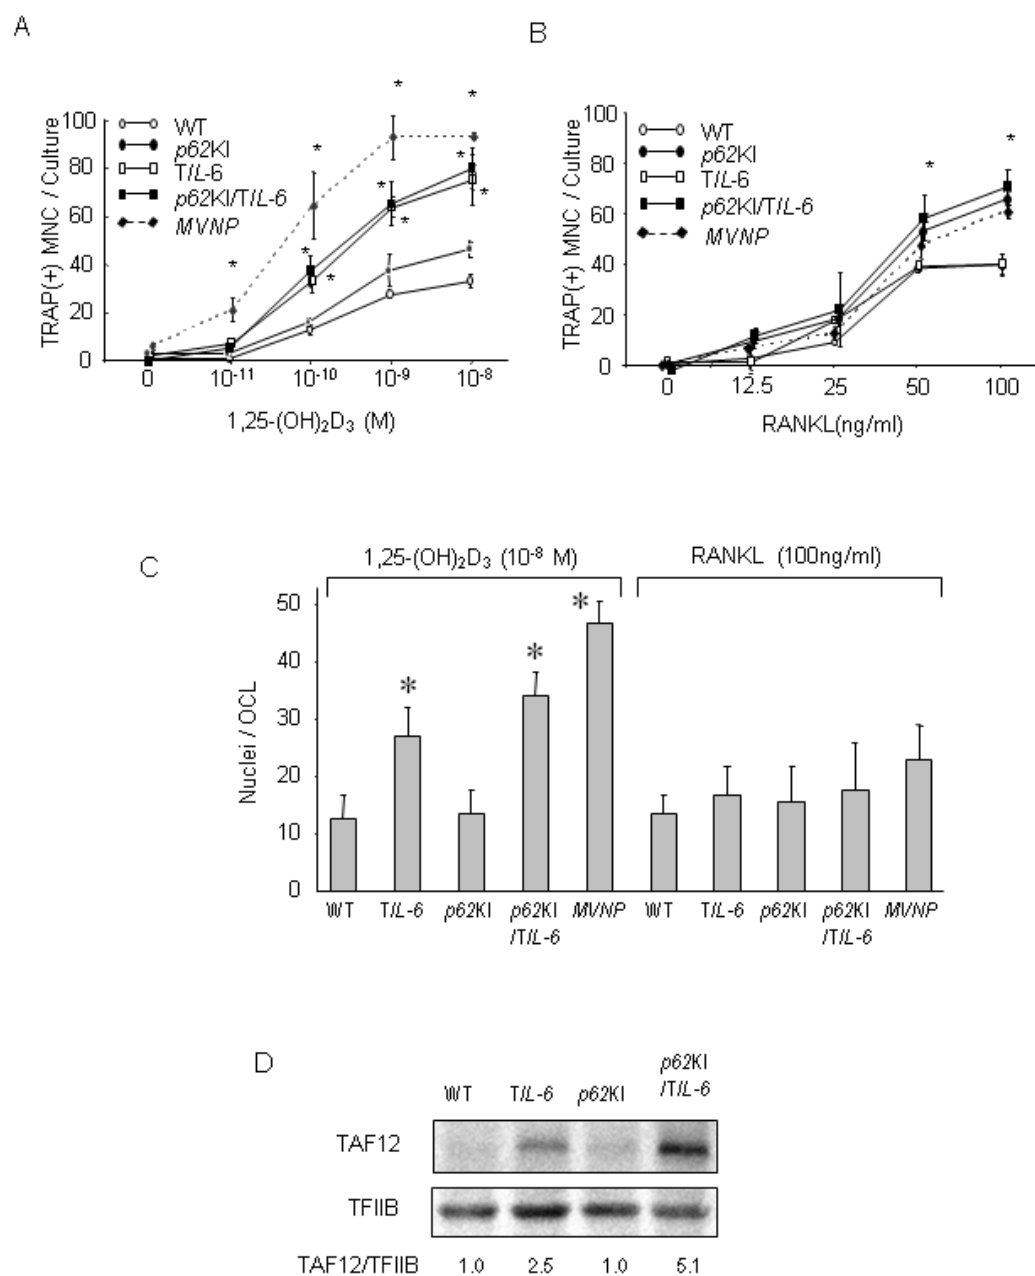 A
TRAP(+) MNC / Culture
100
80
60
40
20
0
WT
p62KI
TIL-6
p62KI/TIL-6
MVNP
* * * * * * * * * *
0 10-11 10-10 10-9 10-8
1,25-(OH)2D3 (M)
B
TRAP(+) MNC / Culture
100
80
60
40
20
0
WT
p62KI
TIL-6
p62KI/TIL-6
MVNP
* *
0 12.5 25 50 100
RANKL(ng/ml)
C
1,25-(OH)2D3 (10-8 M) RANKL (100ng/ml)
Nuclei / OCL
50
40
30
20
10
0
* * *
WT TIL-6 p62KI p62KI MVNP WT TIL-6 p62KI p62KI MVNP
/TIL-6 /TIL-6
D
WT TIL-6 p62KI p62KI
/TIL-6
TAF12
TFIIB
TAF12/TFIIB 1.0 2.5 1.0 5.1